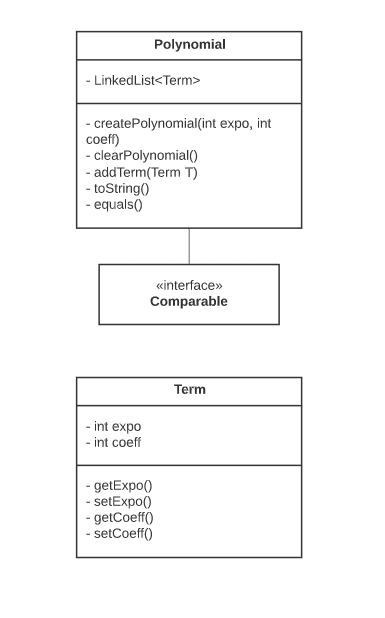 Polynomial
- LinkedList<Term>
- createPolynomial(int expo, int
coeff)
- clearPolynomial()
- addTerm(Term T)
- toString()
- equals()
«interface»
Comparable
Term
- int expo
- int coeff
- getExpo()
- setExpo()
- getCoeff()
- setCoeff()